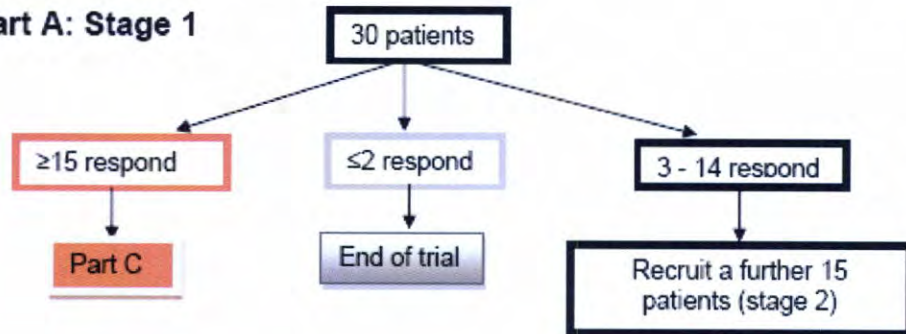 art A: Stage 1
30 patients
≥15 respond
≤2 respond
3 - 14 respond
Part C
End of trial
Recruit a further 15
patients (stage 2)